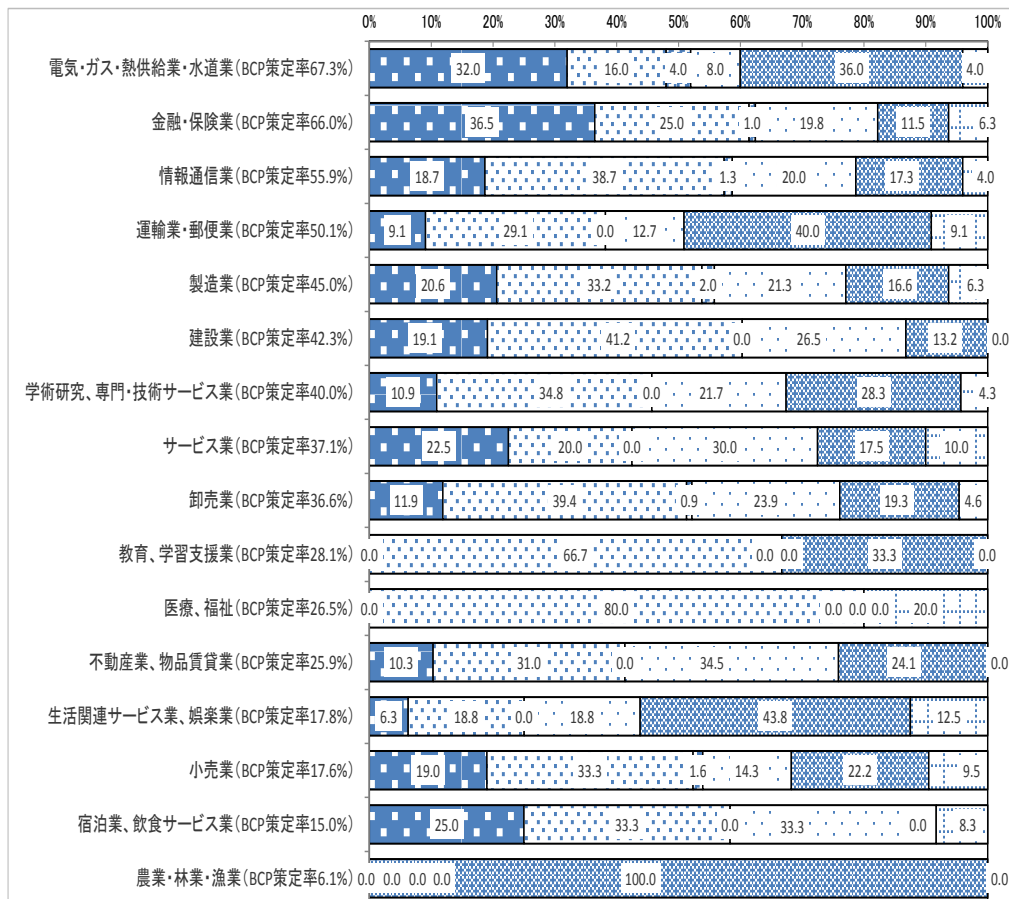 0% 10% 20% 30% 40% 50% 60% 70% 80% 90% 100%
電気・ガス・熱供給業・水道業(BCP策定率67.3%) 32.0 16.0 4.0 8.0 36.0 4.0
金融・保険業(BCP策定率66.0%) 36.5 25.0 1.0 19.8 11.5 6.3
情報通信業(BCP策定率55.9%) 18.7 38.7 1.3 20.0 17.3 4.0
運輸業・郵便業(BCP策定率50.1%) 9.1 29.1 0.0 12.7 40.0 9.1
製造業(BCP策定率45.0%) 20.6 33.2 2.0 21.3 16.6 6.3
建設業(BCP策定率42.3%) 19.1 41.2 0.0 26.5 13.2 0.0
学術研究、専門・技術サービス業(BCP策定率40.0%) 10.9 34.8 0.0 21.7 28.3 4.3
サービス業(BCP策定率37.1%) 22.5 20.0 0.0 30.0 17.5 10.0
卸売業(BCP策定率36.6%) 11.9 39.4 0.9 23.9 19.3 4.6
教育、学習支援業(BCP策定率28.1%) 0.0 66.7 0.0 0.0 33.3 0.0
医療、福祉(BCP策定率26.5%) 0.0 80.0 0.0 0.0 0.0 20.0
不動産業、物品賃貸業(BCP策定率25.9%) 10.3 31.0 0.0 34.5 24.1 0.0
生活関連サービス業、娯楽業(BCP策定率17.8%) 6.3 18.8 0.0 18.8 43.8 12.5
小売業(BCP策定率17.6%) 19.0 33.3 1.6 14.3 22.2 9.5
宿泊業、飲食サービス業(BCP策定率15.0%) 25.0 33.3 0.0 33.3 0.0 8.3
農業・林業・漁業(BCP策定率6.1%) 0.0 0.0 0.0 0.0 100.0 0.0